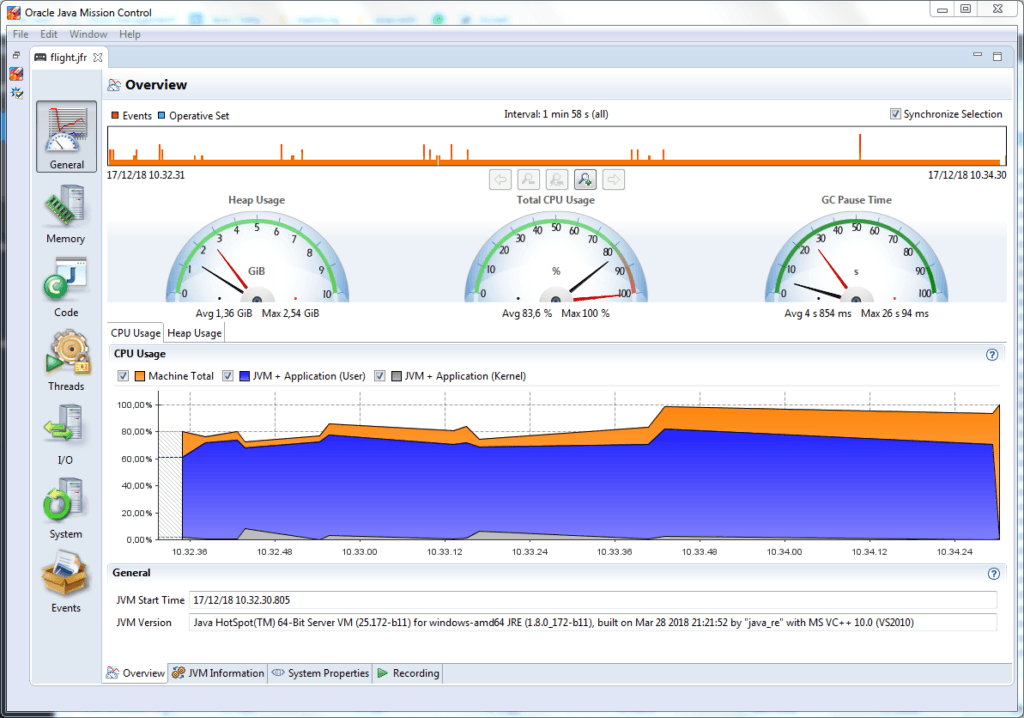 Oracle Java Mission Control
File Edit Window Help
flight.jfr
Overview
Events Operative Set Interval: 1 min 58 s (all) Synchronize Selection
17/12/18 10.32.31 17/12/18 10.34.30
General
Memory
Code
Threads
I/O
System
Events
Heap Usage Total CPU Usage GC Pause Time
0 1 2 3 4 5 6 7 8 9 10
GiB
0 10 20 30 40 50 60 70 80 90 100
%
0 10 20 30 40 50 60 70 80 90 100
s
Avg 1,36 GiB Max 2,54 GiB Avg 83,6 % Max 100 % Avg 4 s 854 ms Max 26 s 94 ms
CPU Usage Heap Usage
CPU Usage
Machine Total JVM + Application (User) JVM + Application (Kernel)
100,00%
80,00%
60,00%
40,00%
20,00%
0,00%
10.32.36 10.32.48 10.33.00 10.33.12 10.33.24 10.33.36 10.33.48 10.34.00 10.34.12 10.34.24
General
JVM Start Time 17/12/18 10.32.30.805
JVM Version Java HotSpot(TM) 64-Bit Server VM (25.172-b11) for windows-amd64 JRE (1.8.0_172-b11), built on Mar 28 2018 21:21:52 by "java_re" with MS VC++ 10.0 (VS2010)
Overview JVM Information System Properties Recording